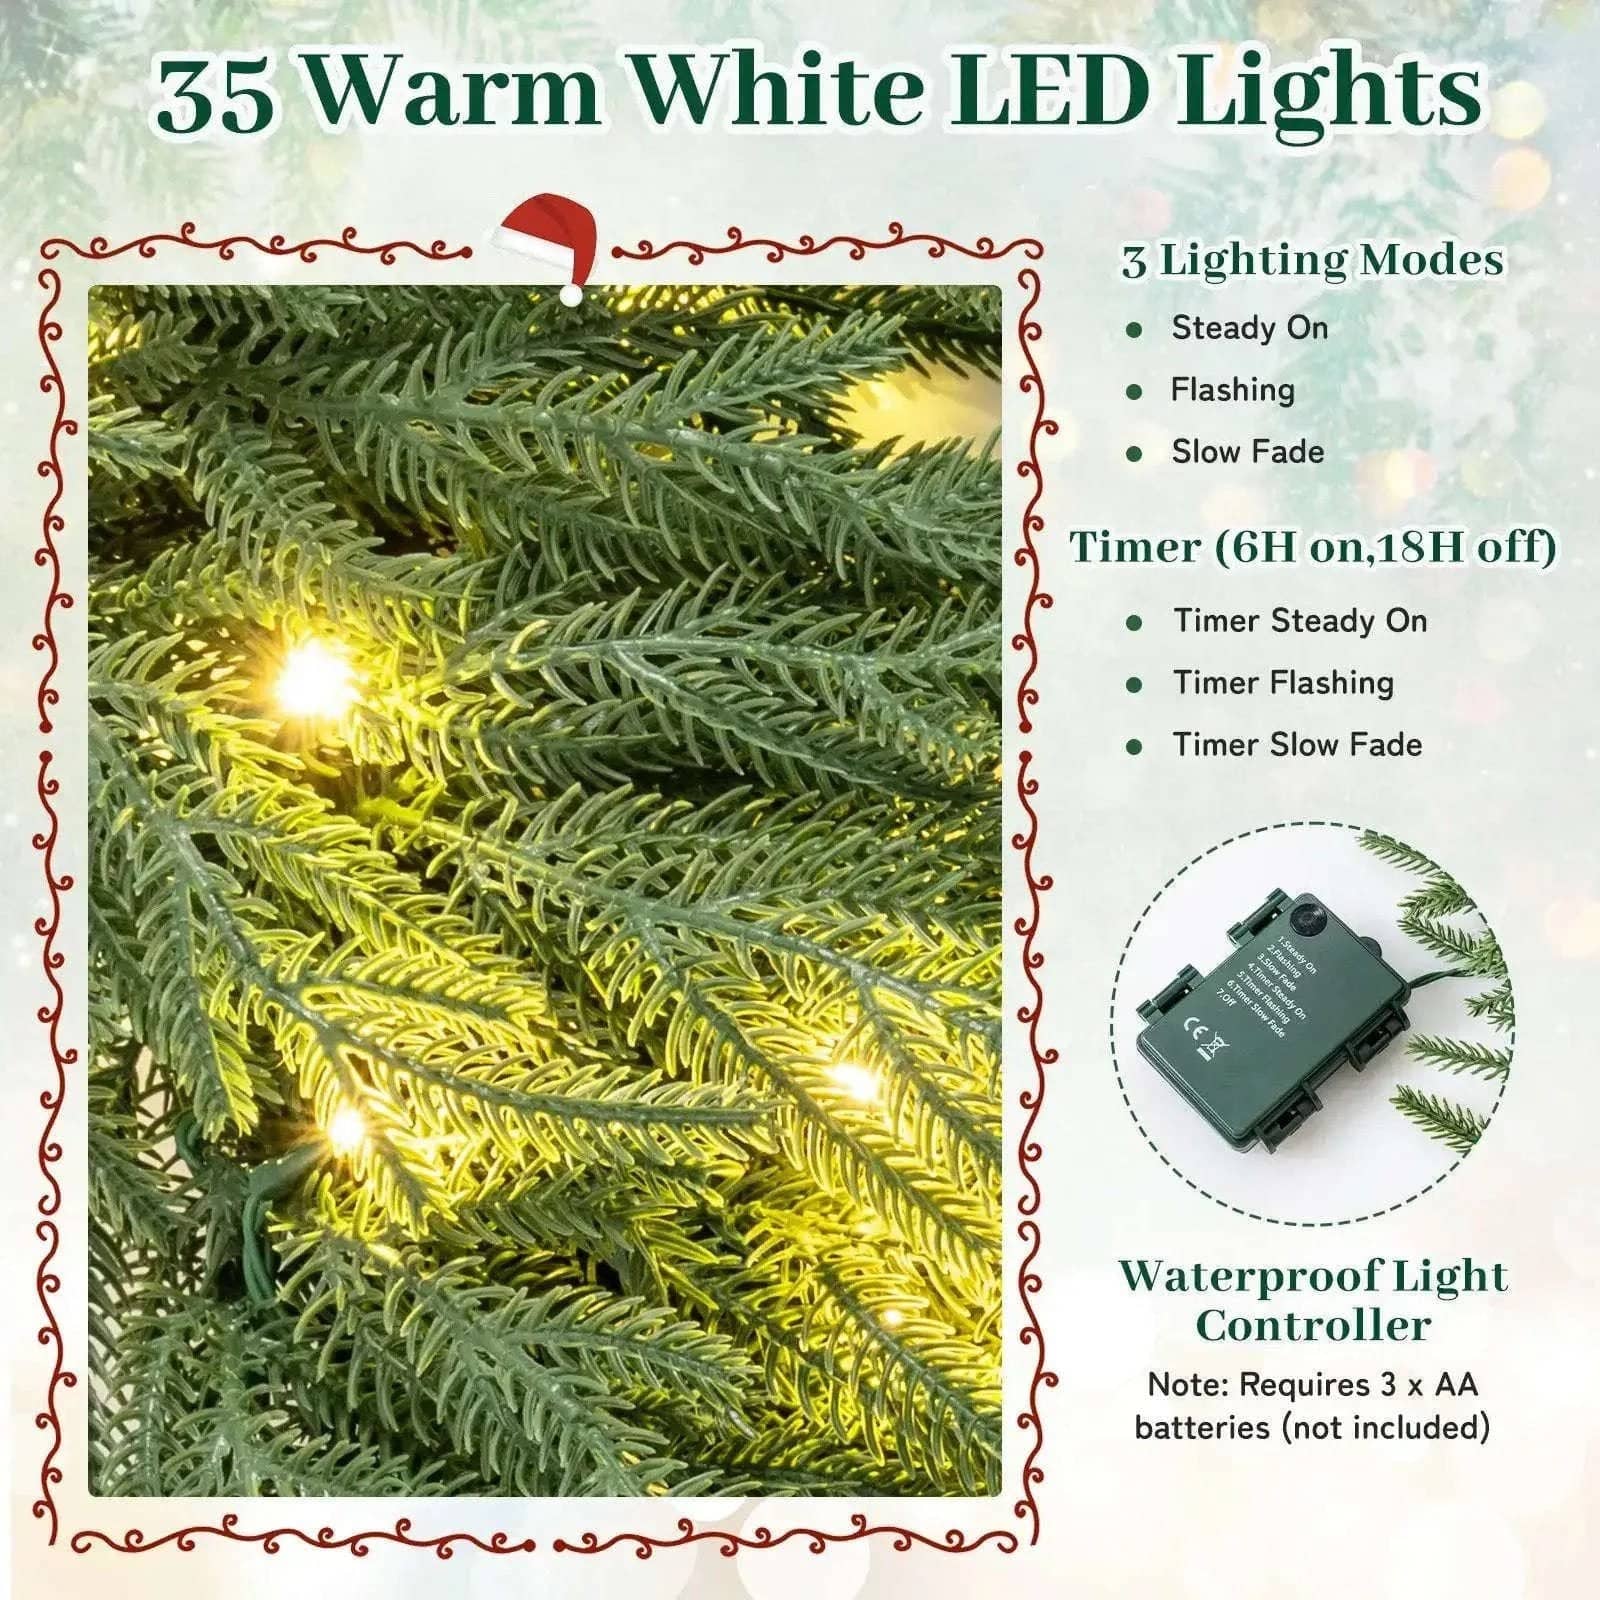 35 Warm White LED Lights
3 Lighting Modes
Steady On
Flashing
Slow Fade
Timer (6H on,18H off)
Timer Steady On
Timer Flashing
Timer Slow Fade
1.Steady On
2.Flashing
3.Slow Fade
4.Timer Steady On
5.Timer Flashing
6.Timer Slow Fade
7.Off
CE
Waterproof Light
Controller
Note: Requires 3 x AA
batteries (not included)